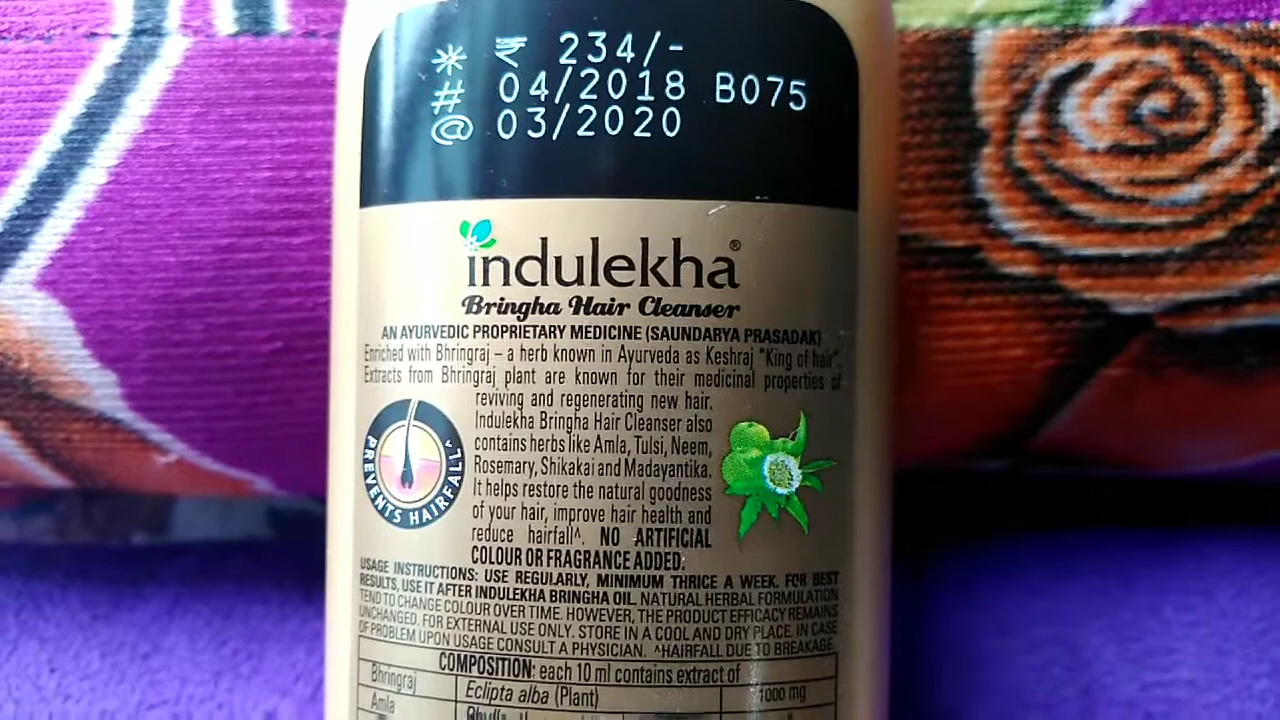 * ₹ 234/-
# 04/2018 B075
@ 03/2020
indulekha®
Bringha Hair Cleanser
AN AYURVEDIC PROPRIETARY MEDICINE (SAUNDARYA PRASADAK)
Enriched with Bhringraj – a herb known in Ayurveda as Keshraj "King of hair".
Extracts from Bhringraj plant are known for their medicinal properties of
reviving and regenerating new hair.
Indulekha Bringha Hair Cleanser also
contains herbs like Amla, Tulsi, Neem,
Rosemary, Shikakai and Madayantika.
It helps restore the natural goodness
of your hair, improve hair health and
reduce hairfall^. NO ARTIFICIAL
COLOUR OR FRAGRANCE ADDED.
PREVENTS HAIRFALL^
USAGE INSTRUCTIONS: USE REGULARLY, MINIMUM THRICE A WEEK. FOR BEST
RESULTS, USE IT AFTER INDULEKHA BRINGHA OIL. NATURAL HERBAL FORMULATION
TEND TO CHANGE COLOUR OVER TIME. HOWEVER, THE PRODUCT EFFICACY REMAINS
UNCHANGED. FOR EXTERNAL USE ONLY. STORE IN A COOL AND DRY PLACE. IN CASE
OF PROBLEM UPON USAGE CONSULT A PHYSICIAN. ^HAIRFALL DUE TO BREAKAGE.
COMPOSITION: each 10 ml contains extract of
Bhringraj Eclipta alba (Plant) 1000 mg
Amla